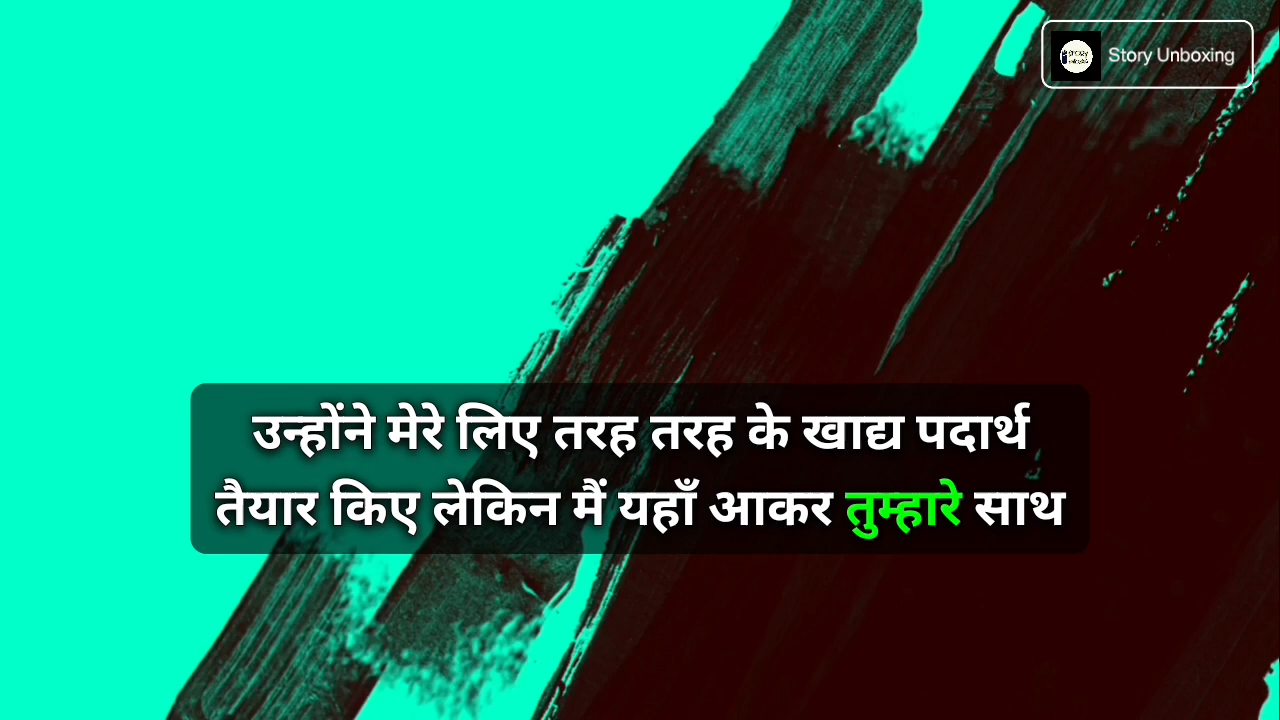 Story Unboxing
उन्होंने मेरे लिए तरह तरह के खाद्य पदार्थ
तैयार किए लेकिन मैं यहाँ आकर तुम्हारे साथ